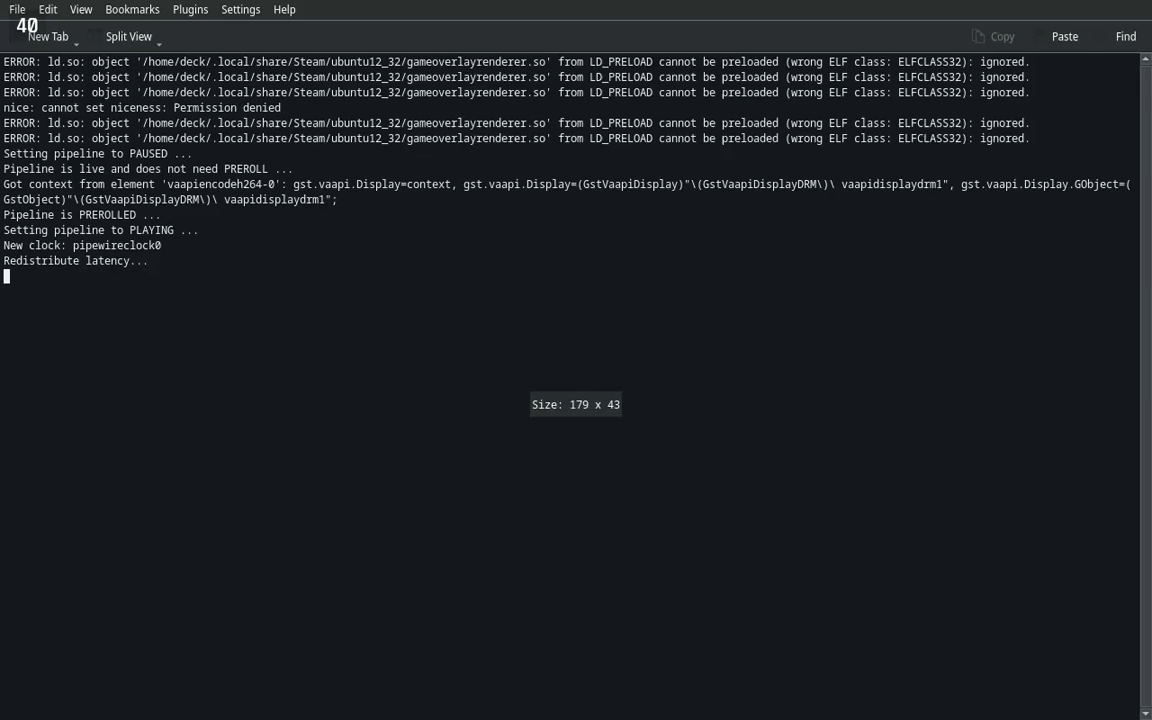 File Edit View Bookmarks Plugins Settings Help
40
New Tab Split View Copy Paste Find
ERROR: ld.so: object '/home/deck/.local/share/Steam/ubuntu12_32/gameoverlayrenderer.so' from LD_PRELOAD cannot be preloaded (wrong ELF class: ELFCLASS32): ignored.
ERROR: ld.so: object '/home/deck/.local/share/Steam/ubuntu12_32/gameoverlayrenderer.so' from LD_PRELOAD cannot be preloaded (wrong ELF class: ELFCLASS32): ignored.
ERROR: ld.so: object '/home/deck/.local/share/Steam/ubuntu12_32/gameoverlayrenderer.so' from LD_PRELOAD cannot be preloaded (wrong ELF class: ELFCLASS32): ignored.
nice: cannot set niceness: Permission denied
ERROR: ld.so: object '/home/deck/.local/share/Steam/ubuntu12_32/gameoverlayrenderer.so' from LD_PRELOAD cannot be preloaded (wrong ELF class: ELFCLASS32): ignored.
ERROR: ld.so: object '/home/deck/.local/share/Steam/ubuntu12_32/gameoverlayrenderer.so' from LD_PRELOAD cannot be preloaded (wrong ELF class: ELFCLASS32): ignored.
Setting pipeline to PAUSED ...
Pipeline is live and does not need PREROLL ...
Got context from element 'vaapiencodeh264-0': gst.vaapi.Display=context, gst.vaapi.Display=(GstVaapiDisplay)"\(GstVaapiDisplayDRM\)\ vaapidisplaydrm1", gst.vaapi.Display.GObject=(
GstObject)"\(GstVaapiDisplayDRM\)\ vaapidisplaydrm1";
Pipeline is PREROLLED ...
Setting pipeline to PLAYING ...
New clock: pipewireclock0
Redistribute latency...
Size: 179 x 43